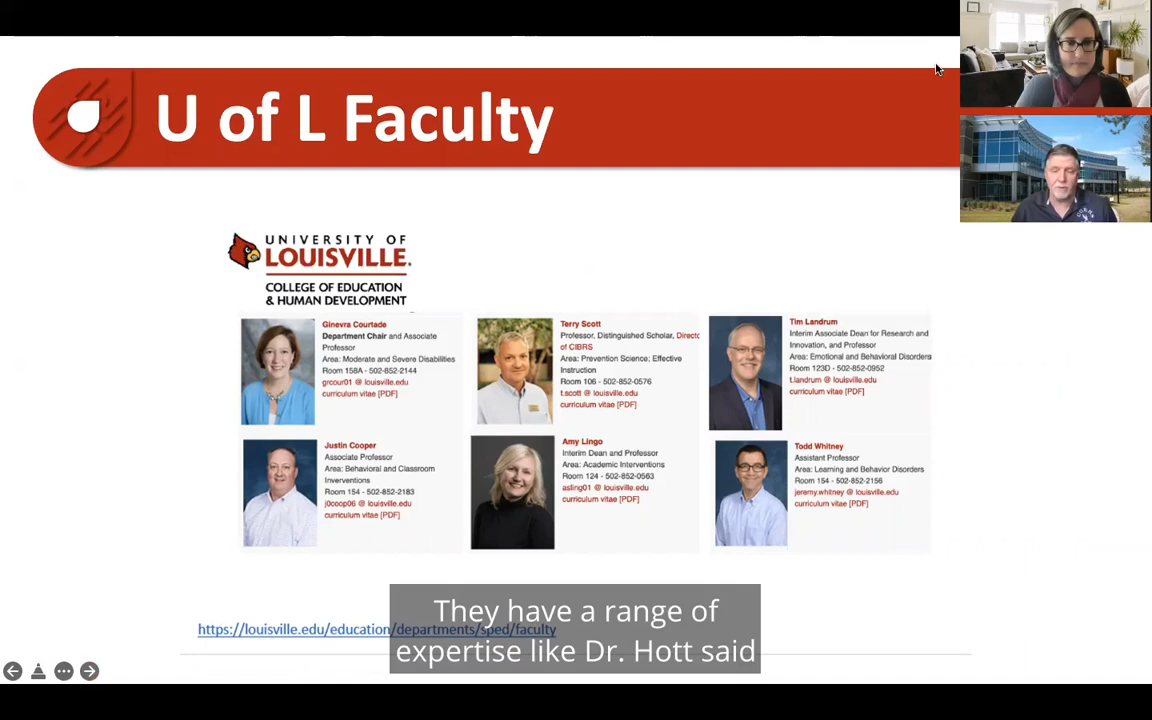 U of L Faculty
UNIVERSITY OF
LOUISVILLE.
COLLEGE OF EDUCATION
& HUMAN DEVELOPMENT
Ginevra Courtade
Department Chair and Associate
Professor
Area: Moderate and Severe Disabilities
Room 158A - 502-852-2144
grcour01 @ louisville.edu
curriculum vitae [PDF]
Terry Scott
Professor, Distinguished Scholar, Directo
of CIBRS
Area: Prevention Science; Effective
Instruction
Room 106 - 502-852-0576
t.scott @ louisville.edu
curriculum vitae [PDF]
Tim Landrum
Interim Associate Dean for Research and
Innovation, and Professor
Area: Emotional and Behavioral Disorders
Room 123D - 502-852-0952
t.landrum @ louisville.edu
curriculum vitae [PDF]
Justin Cooper
Associate Professor
Area: Behavioral and Classroom
Interventions
Room 154 - 502-852-2183
j0coop06 @ louisville.edu
curriculum vitae [PDF]
Amy Lingo
Interim Dean and Professor
Area: Academic Interventions
Room 124 - 502-852-0563
asling01 @ louisville.edu
curriculum vitae [PDF]
Todd Whitney
Assistant Professor
Area: Learning and Behavior Disorders
Room 154 - 502-852-2156
jeremy.whitney @ louisville.edu
curriculum vitae [PDF]
https://louisville.edu/education/departments/sped/faculty
They have a range of
expertise like Dr. Hott said